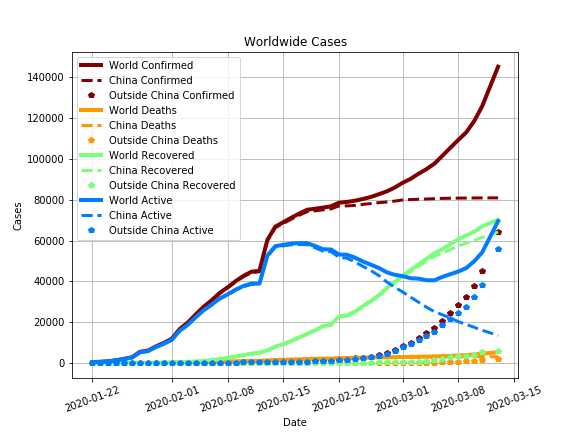 Worldwide Cases
World Confirmed
China Confirmed
Outside China Confirmed
World Deaths
China Deaths
Outside China Deaths
World Recovered
China Recovered
Outside China Recovered
World Active
China Active
Outside China Active
140000
120000
100000
80000
60000
40000
20000
0
Cases
2020-01-22
2020-02-01
2020-02-08
2020-02-15
2020-02-22
2020-03-01
2020-03-08
2020-03-15
Date